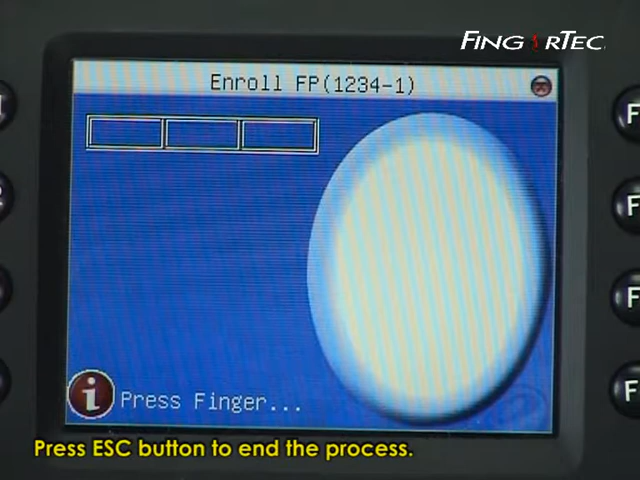 FINGERTEC
Enroll FP(1234-1)
F
F
F
F
i
Press Finger...
Press ESC button to end the process.